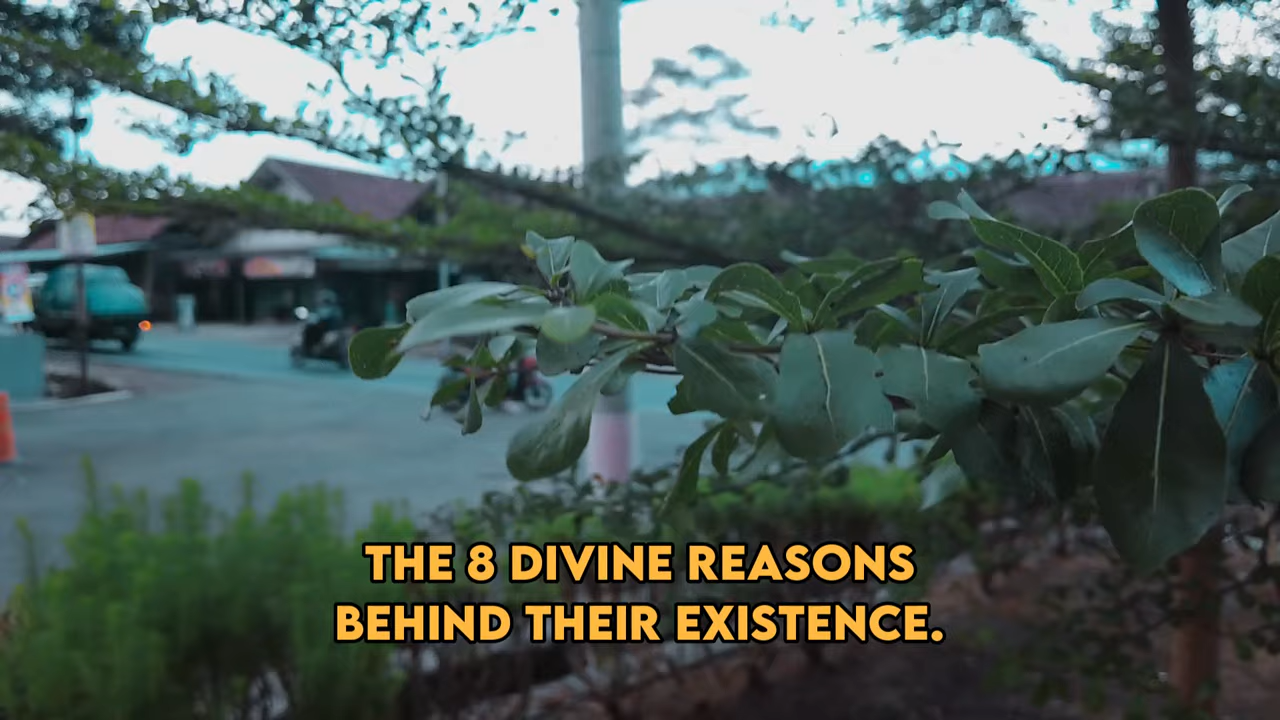 THE 8 DIVINE REASONS
BEHIND THEIR EXISTENCE.